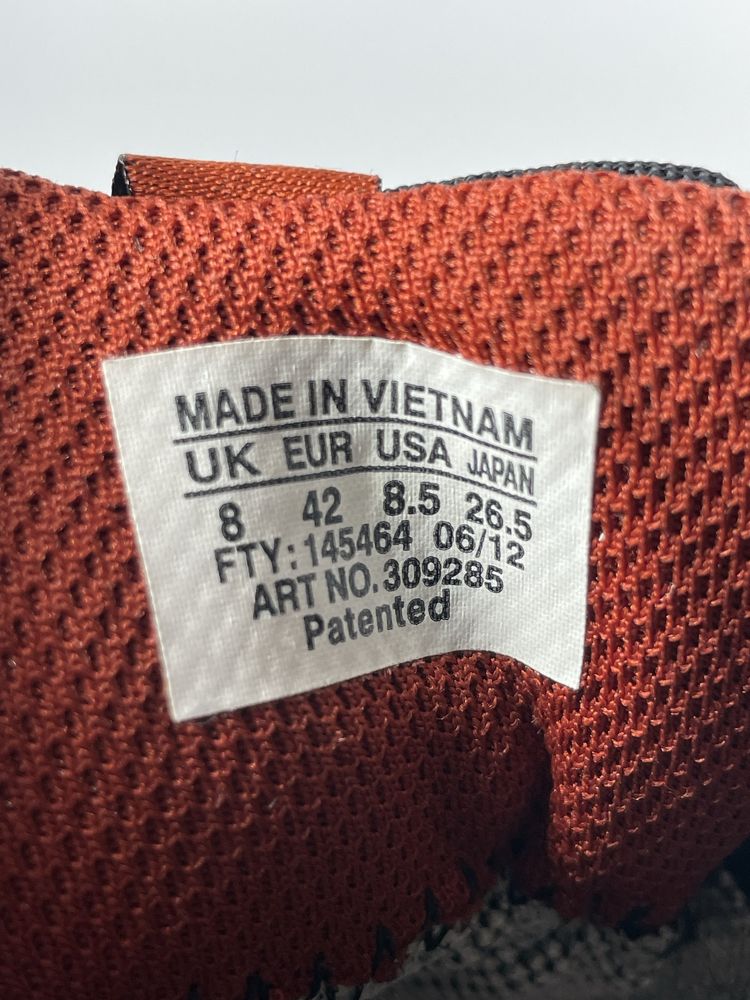 MADE IN VIETNAM
UK EUR USA JAPAN
8 42 8.5 26.5
FTY: 145464 06/12
ART NO. 309285
Patented